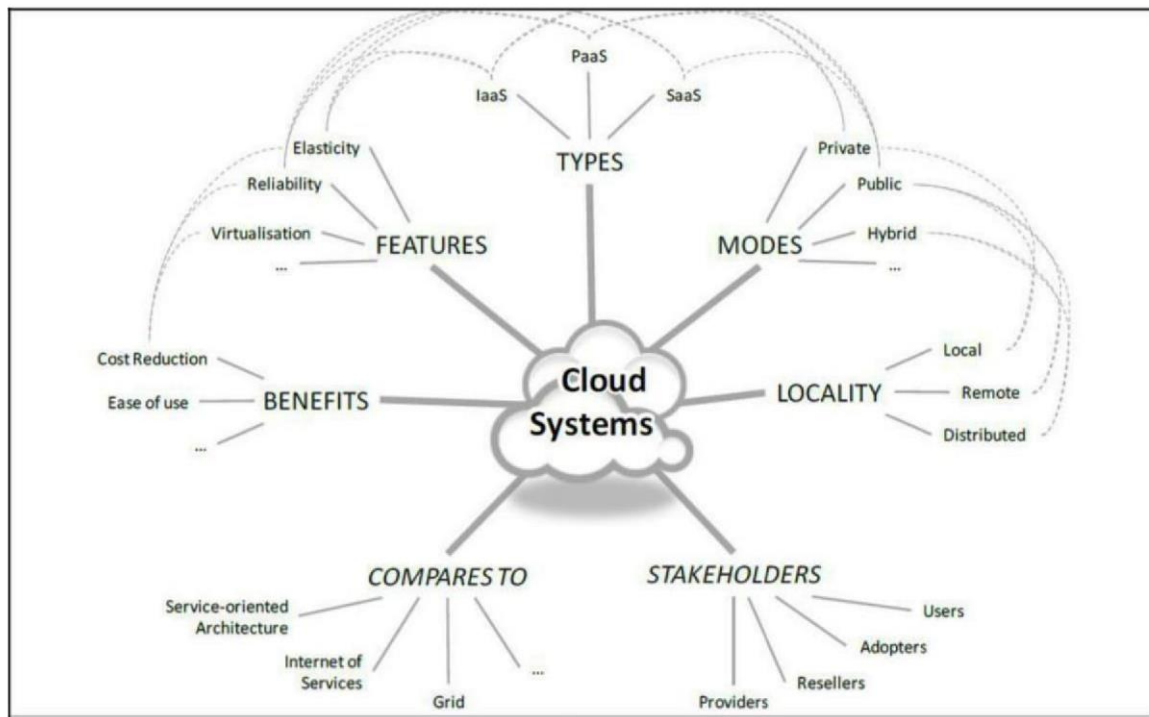 PaaS
IaaS
SaaS
TYPES
Elasticity
Reliability
Virtualisation
...
FEATURES
Private
Public
Hybrid
...
MODES
Cost Reduction
Ease of use
...
BENEFITS
Cloud
Systems
LOCALITY
Local
Remote
Distributed
COMPARES TO
Service-oriented
Architecture
Internet of
Services
Grid
...
STAKEHOLDERS
Users
Adopters
Resellers
Providers